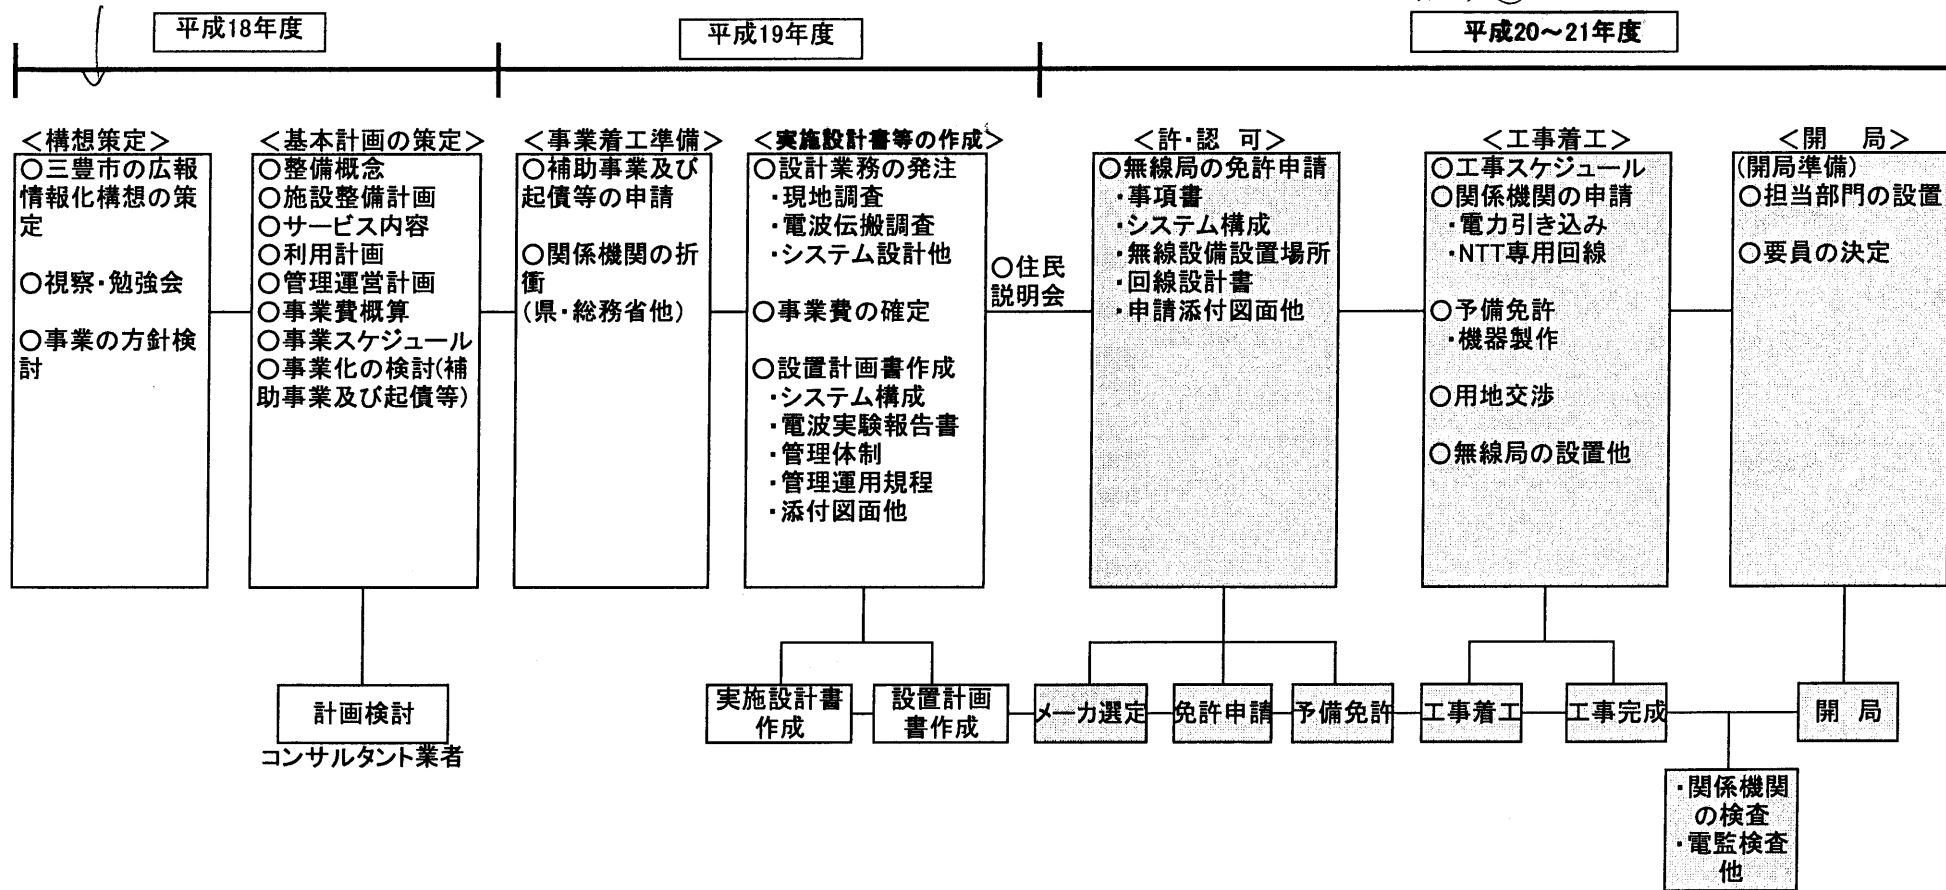 平成18年度
平成19年度
平成20～21年度
＜構想策定＞
○三豊市の広報
情報化構想の策
定
○視察・勉強会
○事業の方針検
討
＜基本計画の策定＞
○整備概念
○施設整備計画
○サービス内容
○利用計画
○管理運営計画
○事業費概算
○事業スケジュール
○事業化の検討(補
助事業及び起債等)
＜事業着工準備＞
○補助事業及び
起債等の申請
○関係機関の折
衝
(県・総務省他)
＜実施設計書等の作成＞
○設計業務の発注
・現地調査
・電波伝搬調査
・システム設計他
○事業費の確定
○設置計画書作成
・システム構成
・電波実験報告書
・管理体制
・管理運用規程
・添付図面他
○住民
説明会
＜許・認 可＞
○無線局の免許申請
・事項書
・システム構成
・無線設備設置場所
・回線設計書
・申請添付図面他
＜工事着工＞
○工事スケジュール
○関係機関の申請
・電力引き込み
・NTT専用回線
○予備免許
・機器製作
○用地交渉
○無線局の設置他
＜開 局＞
(開局準備)
○担当部門の設置
○要員の決定
計画検討
コンサルタント業者
実施設計書
作成
設置計画
書作成
メーカ選定
免許申請
予備免許
工事着工
工事完成
開 局
・関係機関
の検査
・電監検査
他